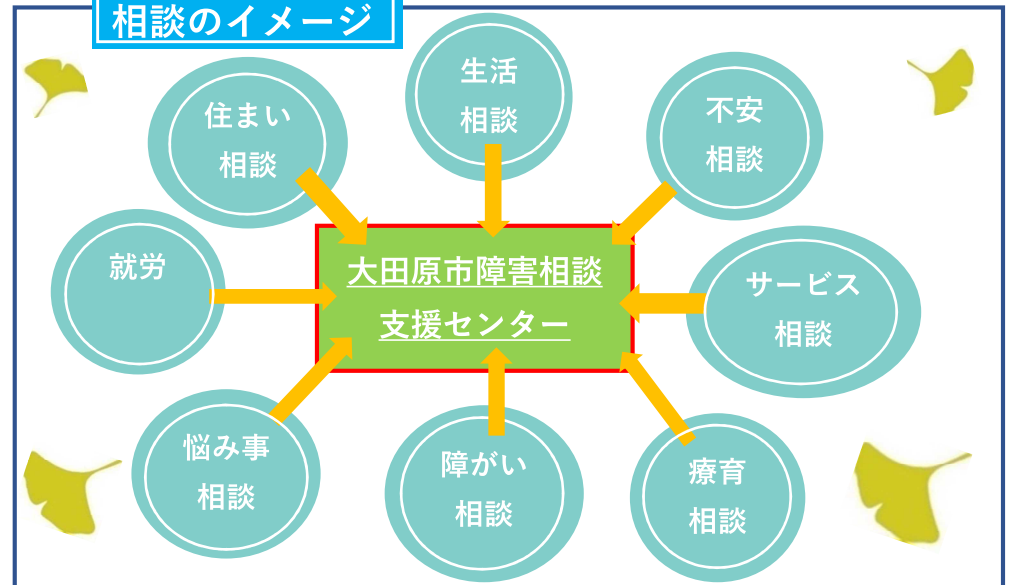 相談のイメージ
生活
相談
住まい
相談
不安
相談
就労
大田原市障害相談
支援センター
サービス
相談
悩み事
相談
障がい
相談
療育
相談